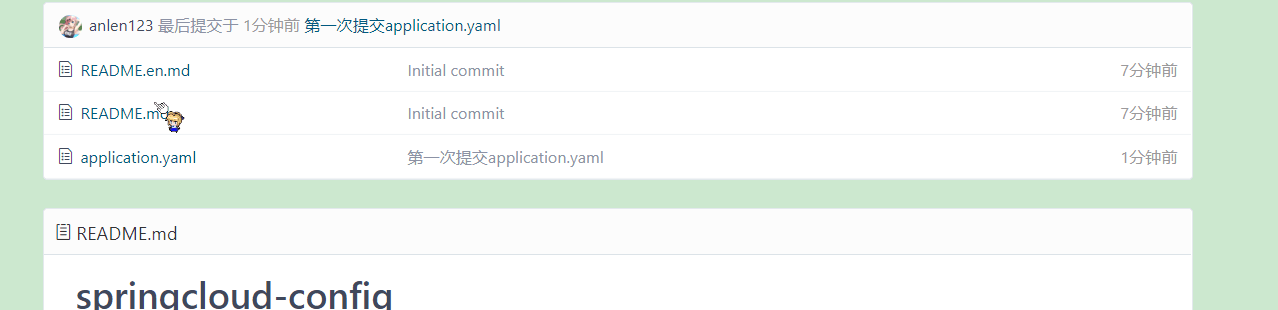 anlen123 最后提交于 1分钟前 第一次提交application.yaml
README.en.md Initial commit 7分钟前
README.md Initial commit 7分钟前
application.yaml 第一次提交application.yaml 1分钟前
README.md
springcloud-config